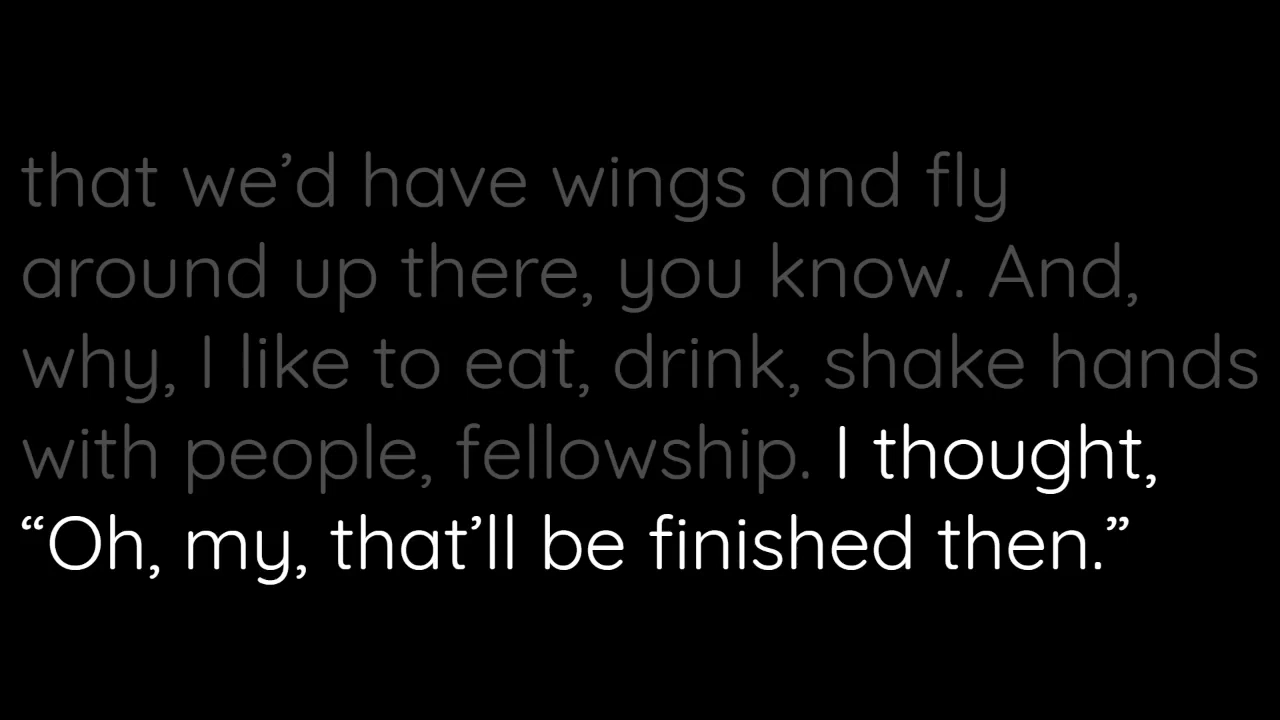 that we’d have wings and fly
around up there, you know. And,
why, I like to eat, drink, shake hands
with people, fellowship. I thought,
“Oh, my, that’ll be finished then.”